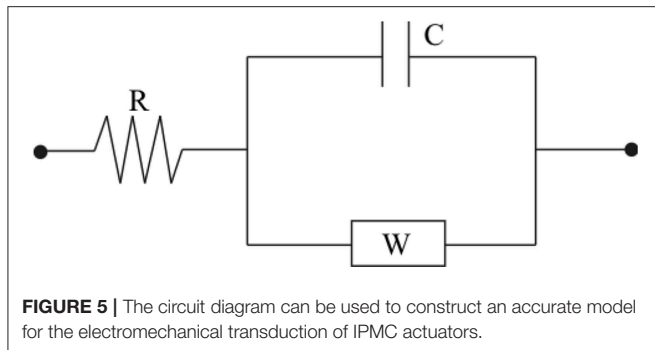 C
R
W
FIGURE 5 | The circuit diagram can be used to construct an accurate model
for the electromechanical transduction of IPMC actuators.